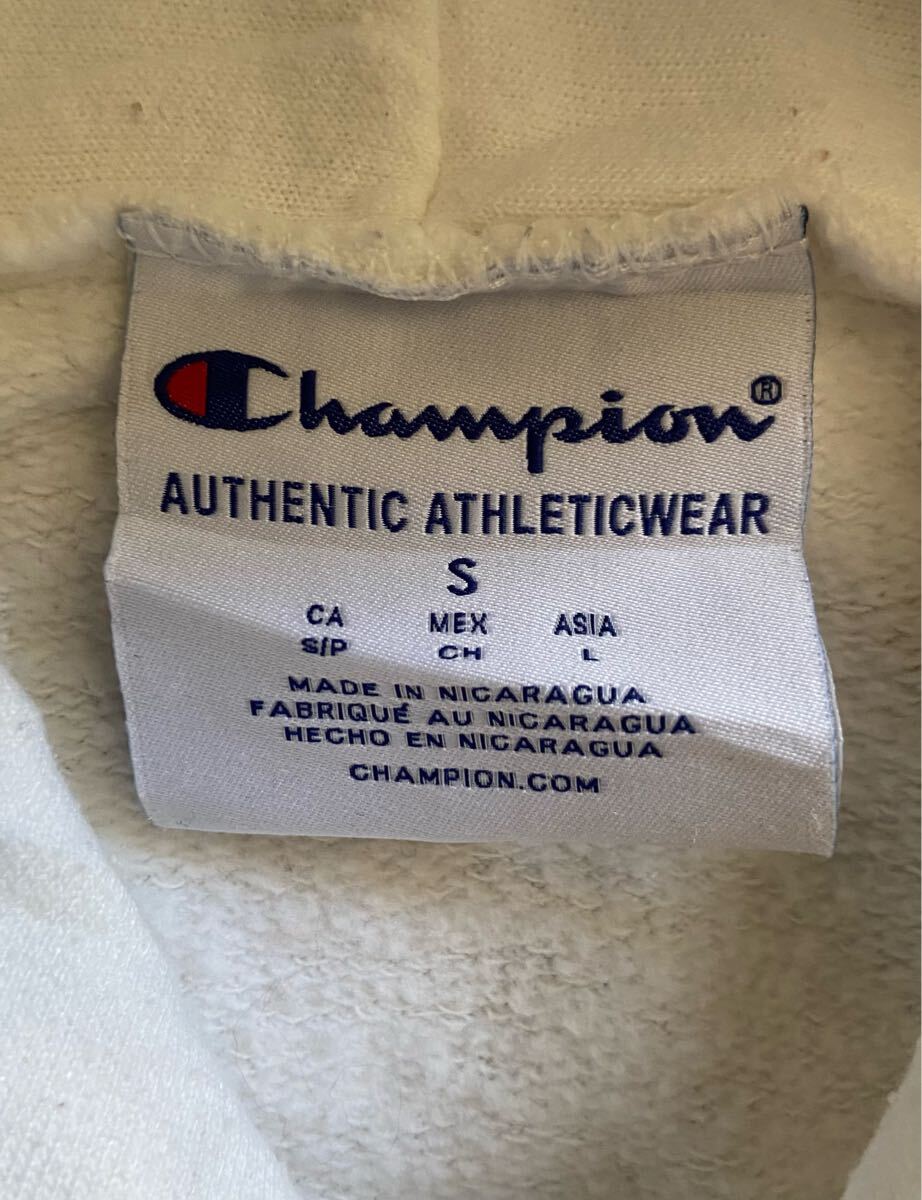 Champion®
AUTHENTIC ATHLETICWEAR
S
CA MEX ASIA
S/P CH L
MADE IN NICARAGUA
FABRIQUÉ AU NICARAGUA
HECHO EN NICARAGUA
CHAMPION.COM